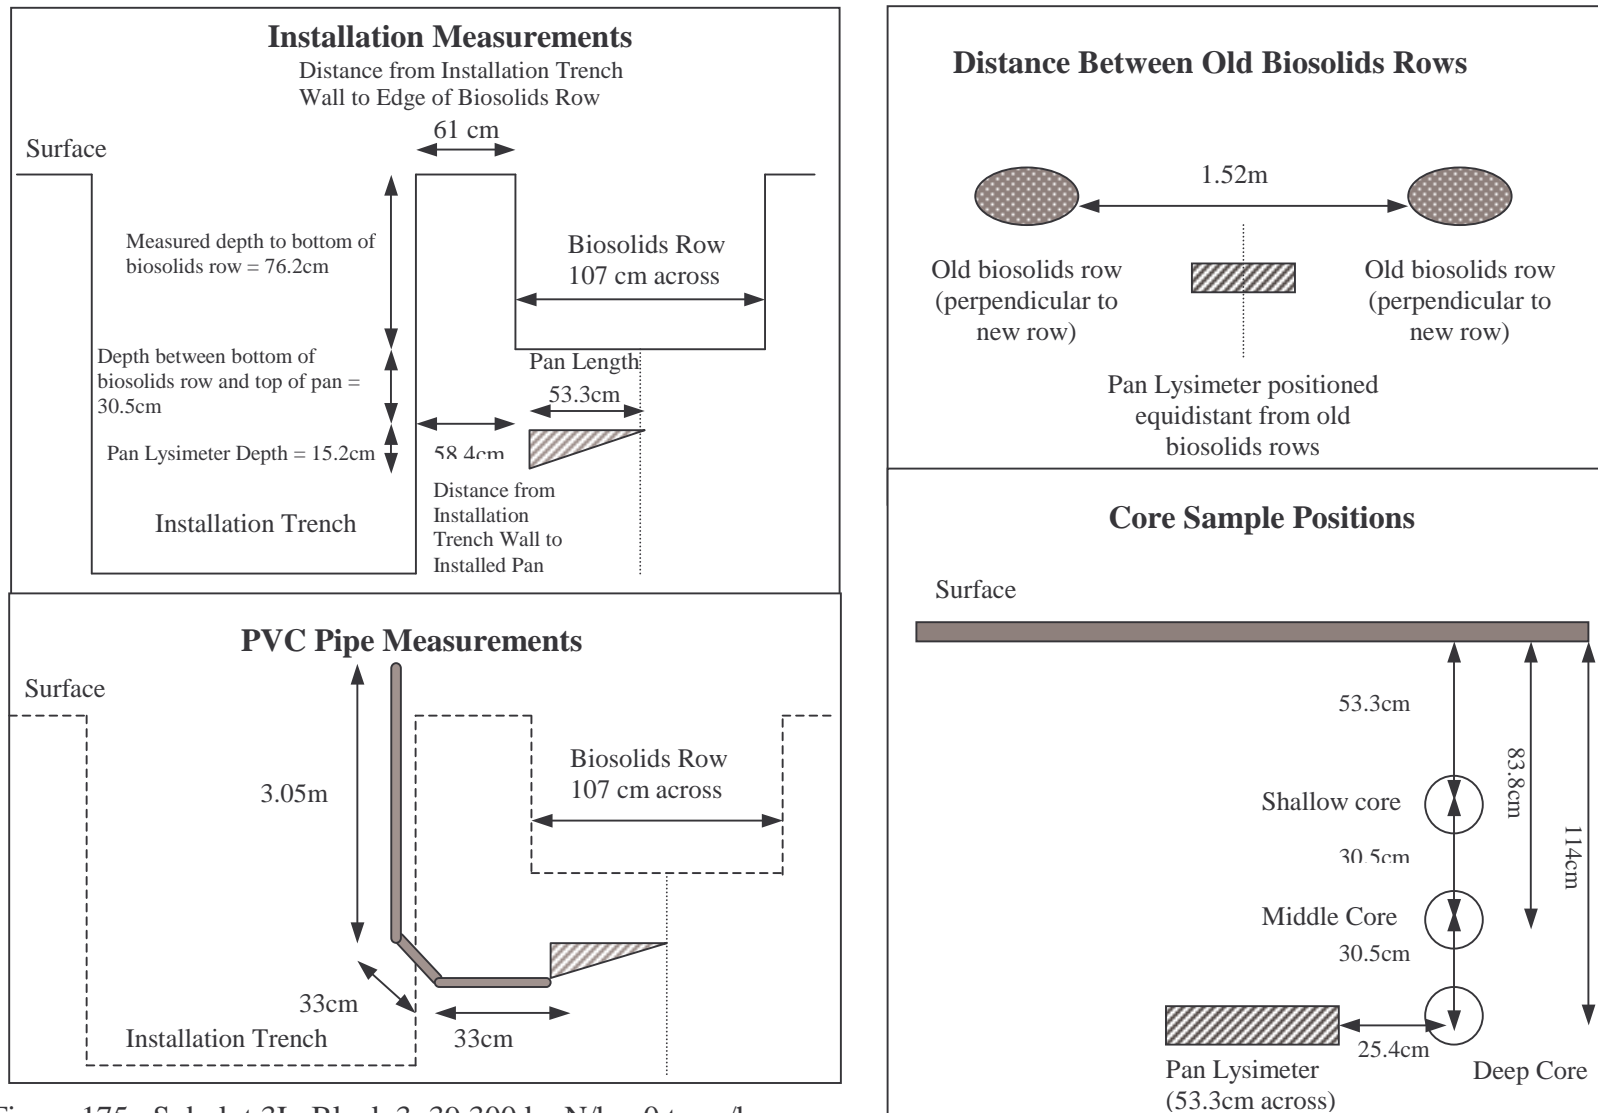 Installation Measurements
Distance from Installation Trench
Wall to Edge of Biosolids Row
61 cm
Surface
Measured depth to bottom of
biosolids row = 76.2cm
Biosolids Row
107 cm across
Depth between bottom of
biosolids row and top of pan =
30.5cm
Pan Length
53.3cm
Pan Lysimeter Depth = 15.2cm
58.4cm
Distance from
Installation
Trench Wall to
Installed Pan
Installation Trench
PVC Pipe Measurements
Surface
Biosolids Row
107 cm across
3.05m
33cm
33cm
Installation Trench
Distance Between Old Biosolids Rows
1.52m
Old biosolids row
(perpendicular to
new row)
Old biosolids row
(perpendicular to
new row)
Pan Lysimeter positioned
equidistant from old
biosolids rows
Core Sample Positions
Surface
53.3cm
83.8cm
114cm
Shallow core
30.5cm
Middle Core
30.5cm
25.4cm
Pan Lysimeter
(53.3cm across)
Deep Core